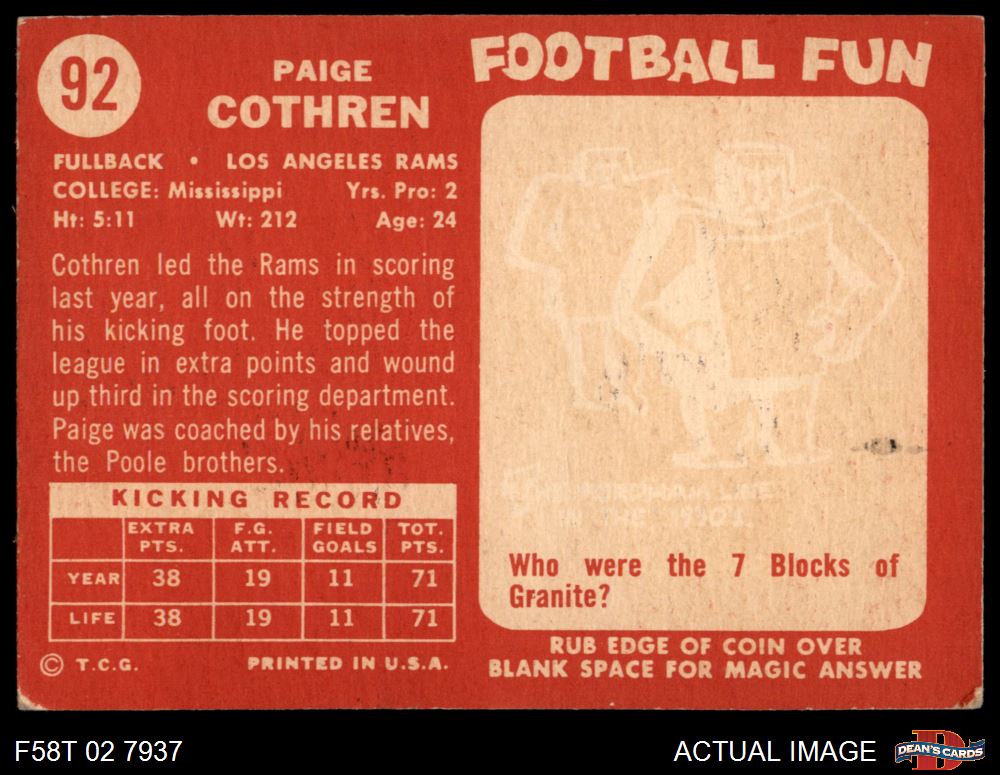 92
PAIGE
COTHREN
FULLBACK • LOS ANGELES RAMS
COLLEGE: Mississippi Yrs. Pro: 2
Ht: 5:11 Wt: 212 Age: 24
Cothren led the Rams in scoring
last year, all on the strength of
his kicking foot. He topped the
league in extra points and wound
up third in the scoring department.
Paige was coached by his relatives,
the Poole brothers.
KICKING RECORD
EXTRA PTS. F.G. ATT. FIELD GOALS TOT. PTS.
YEAR 38 19 11 71
LIFE 38 19 11 71
© T.C.G. PRINTED IN U.S.A.
FOOTBALL FUN
LINE
IN THE 1930'S.
Who were the 7 Blocks of
Granite?
RUB EDGE OF COIN OVER
BLANK SPACE FOR MAGIC ANSWER
F58T 02 7937
ACTUAL IMAGE
DEAN'S CARDS